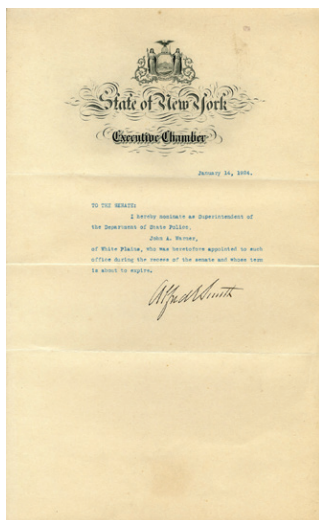 State of New York
Executive Chamber
January 14, 1924.
TO THE SENATE:
I hereby nominate as Superintendent of
the Department of State Police,
John A. Warner,
of White Plains, who was heretofore appointed to such
office during the recess of the senate and whose term
is about to expire.
Alfred E Smith